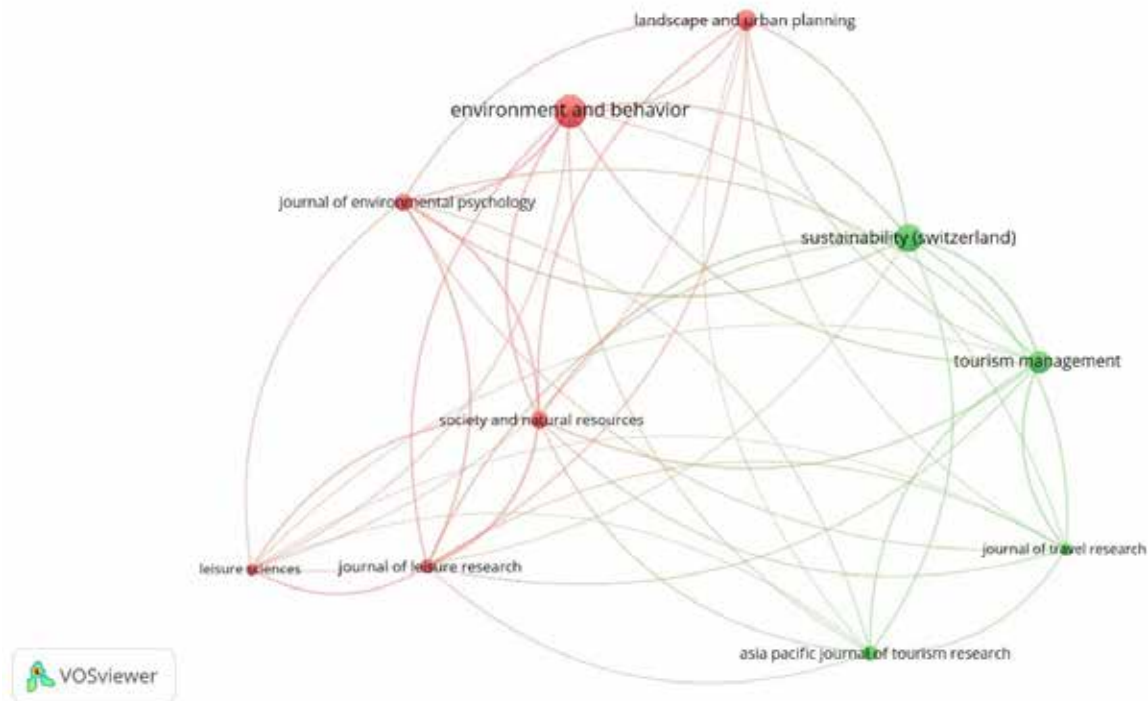 landscape and urban planning
environment and behavior
journal of environmental psychology
sustainability (switzerland)
tourism management
society and natural resources
journal of travel research
leisure sciences
journal of leisure research
asia pacific journal of tourism research
VOSviewer